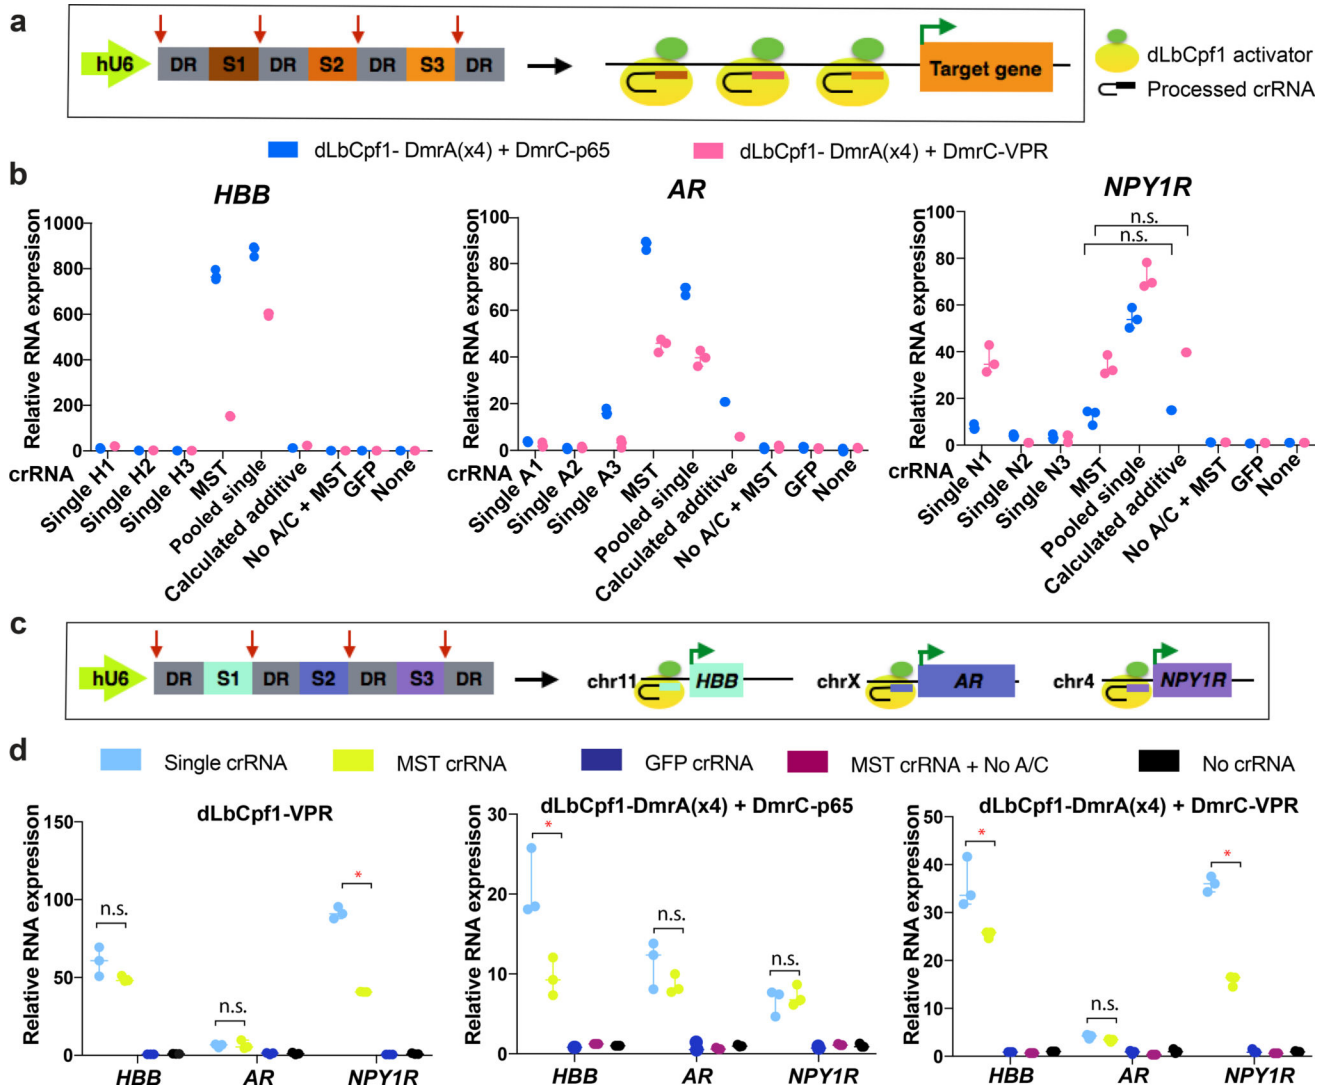 a
hU6 DR S1 DR S2 DR S3 DR
Target gene
dLbCpf1 activator
Processed crRNA
dLbCpf1- DmrA(x4) + DmrC-p65
dLbCpf1- DmrA(x4) + DmrC-VPR
b
HBB
Relative RNA expresison
1000
800
600
400
200
0
crRNA
Single H1
Single H2
Single H3
MST
Pooled single
Calculated additive
No A/C + MST
GFP
None
AR
Relative RNA expresison
100
80
60
40
20
0
crRNA
Single A1
Single A2
Single A3
MST
Pooled single
Calculated additive
No A/C + MST
GFP
None
NPY1R
Relative RNA expresison
100
80
60
40
20
0
n.s.
n.s.
crRNA
Single N1
Single N2
Single N3
MST
Pooled single
Calculated additive
No A/C + MST
GFP
None
c
hU6 DR S1 DR S2 DR S3 DR
chr11 HBB
chrX AR
chr4 NPY1R
d
Single crRNA
MST crRNA
GFP crRNA
MST crRNA + No A/C
No crRNA
dLbCpf1-VPR
Relative RNA expresison
150
100
50
0
n.s.
n.s.
*
HBB
AR
NPY1R
dLbCpf1-DmrA(x4) + DmrC-p65
Relative RNA expresison
30
20
10
0
*
n.s.
n.s.
HBB
AR
NPY1R
dLbCpf1-DmrA(x4) + DmrC-VPR
Relative RNA expresison
50
40
30
20
10
0
*
n.s.
*
HBB
AR
NPY1R